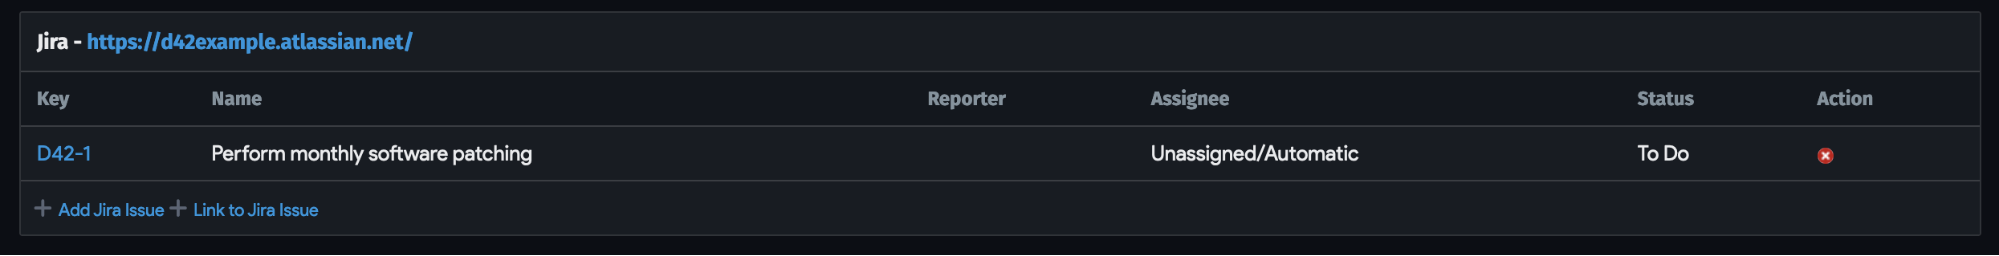 Jira - https://d42example.atlassian.net/
Key Name Reporter Assignee Status Action
D42-1 Perform monthly software patching Unassigned/Automatic To Do
Add Jira Issue Link to Jira Issue